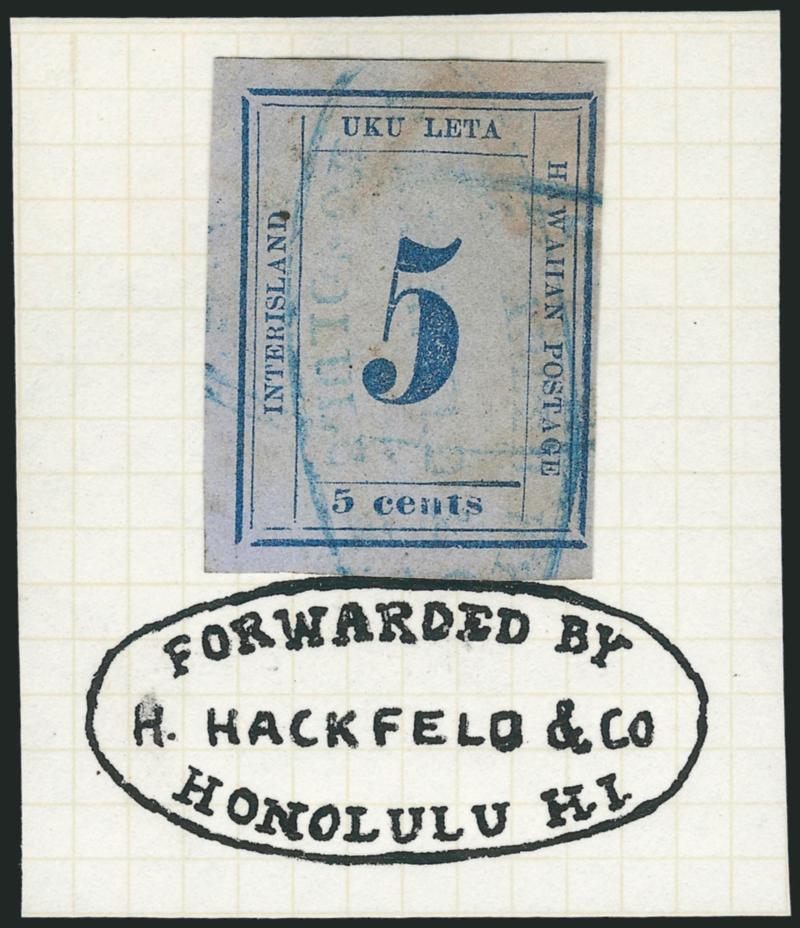 UKU LETA
INTERISLAND
HAWAIIAN POSTAGE
5
5 cents
FORWARDED BY
H. HACKFELD & CO
HONOLULU H.I.